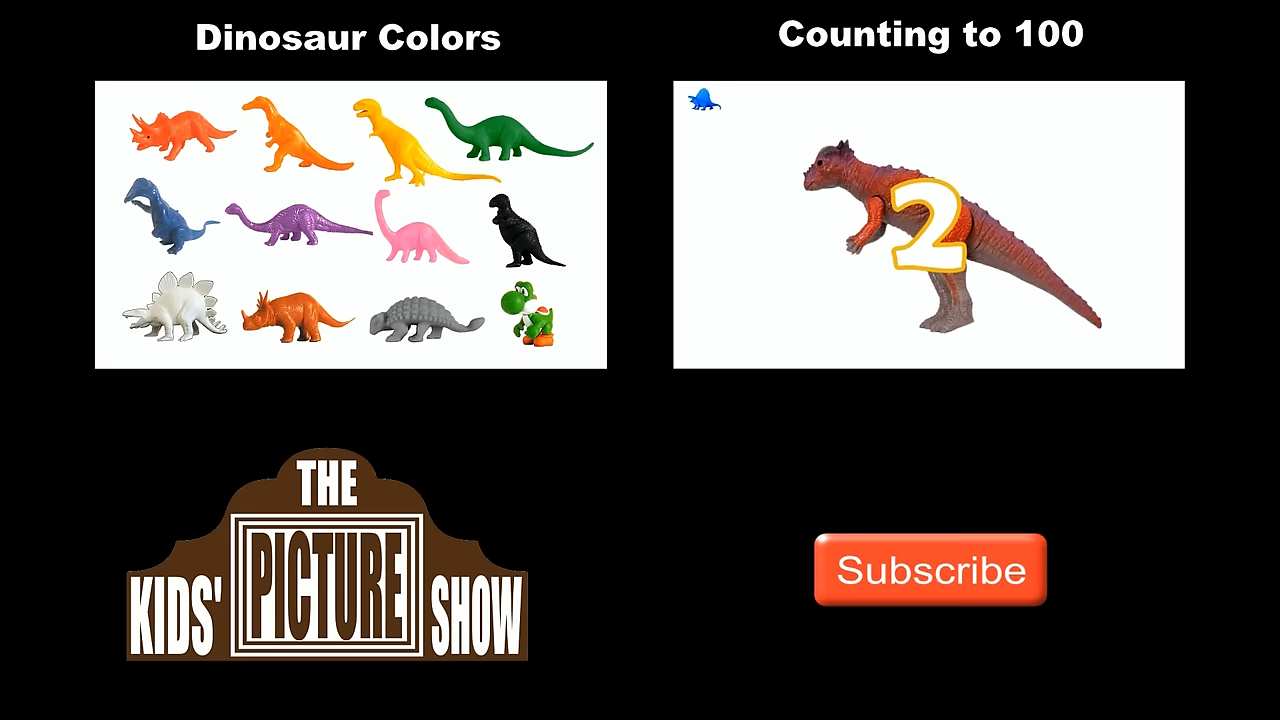 Dinosaur Colors
Counting to 100
2
THE
KIDS' PICTURE SHOW
Subscribe